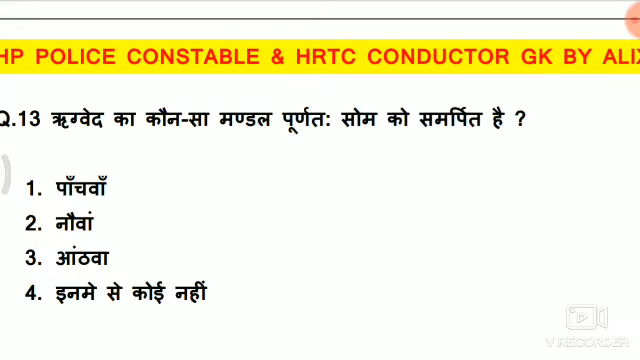 HP POLICE CONSTABLE & HRTC CONDUCTOR GK BY ALIX
Q.13 ऋग्वेद का कौन-सा मण्डल पूर्णत: सोम को समर्पित है ?
1. पाँचवाँ
2. नौवां
3. आंठवा
4. इनमे से कोई नहीं
V RECORDER